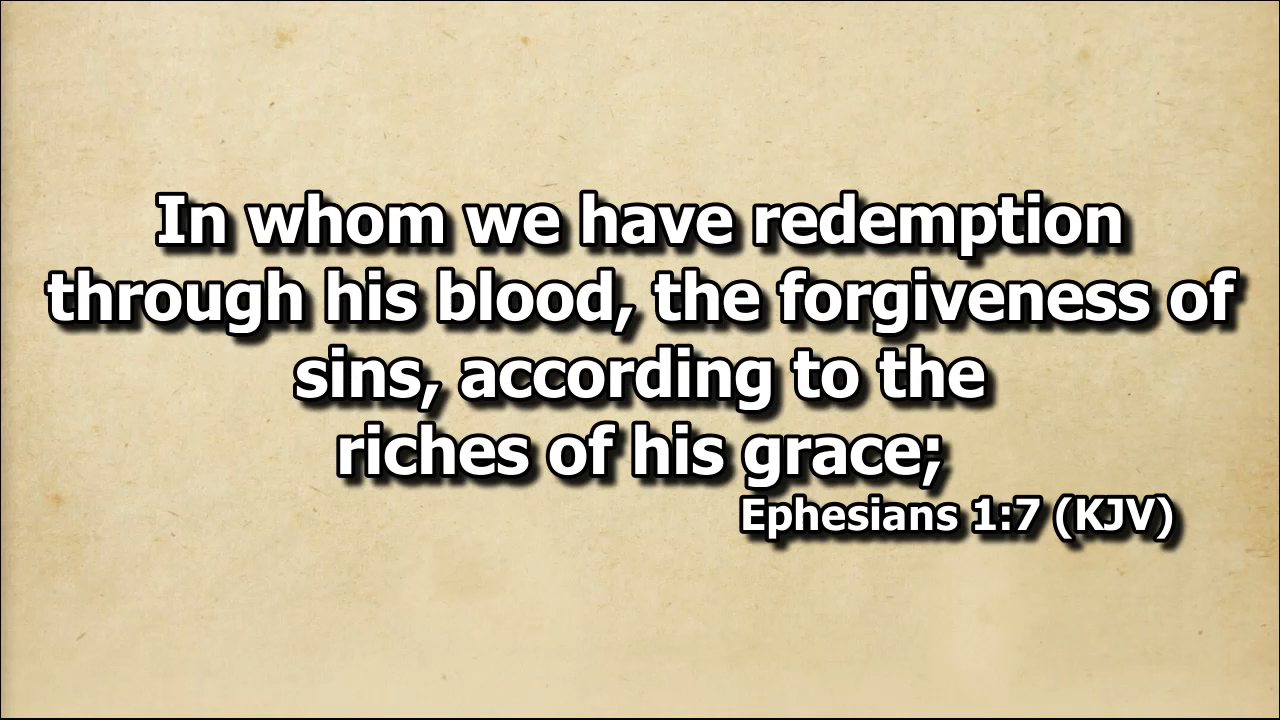 In whom we have redemption
through his blood, the forgiveness of
sins, according to the
riches of his grace;
Ephesians 1:7 (KJV)